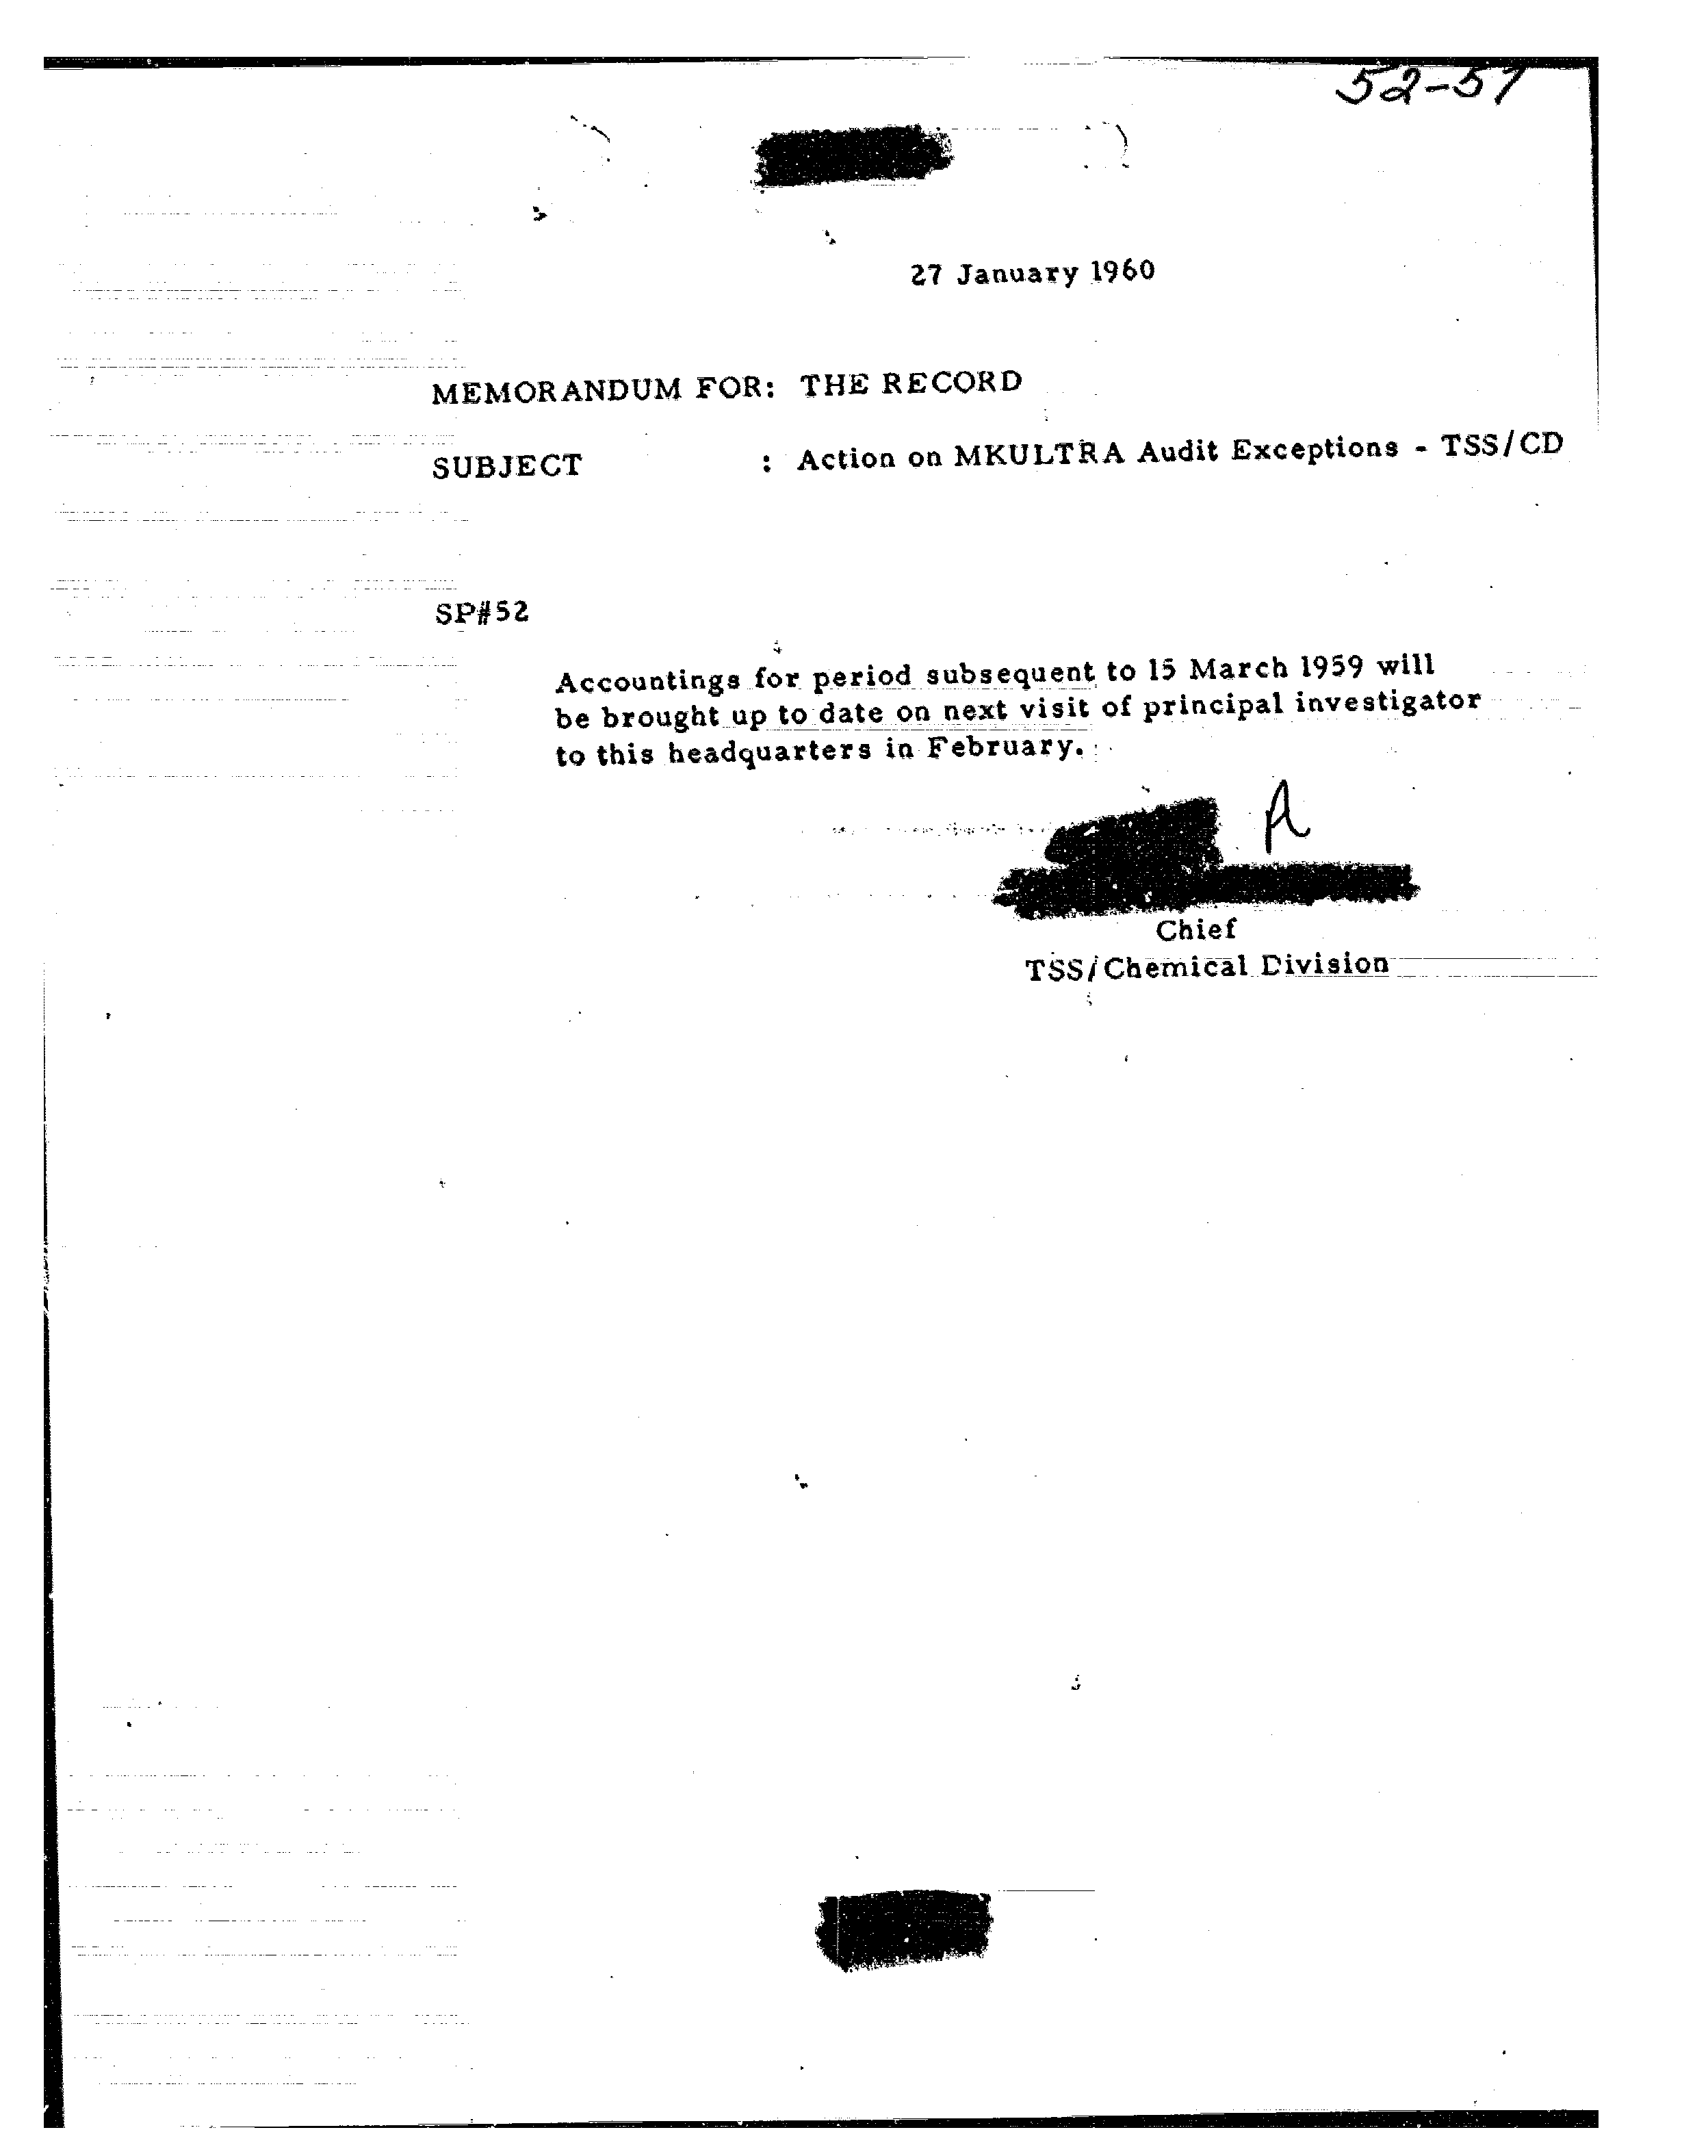 52-57
27 January 1960
MEMORANDUM FOR: THE RECORD
SUBJECT : Action on MKULTRA Audit Exceptions - TSS/CD
SP#52
Accountings for period subsequent to 15 March 1959 will
be brought up to date on next visit of principal investigator
to this headquarters in February.
A
Chief
TSS/Chemical Division